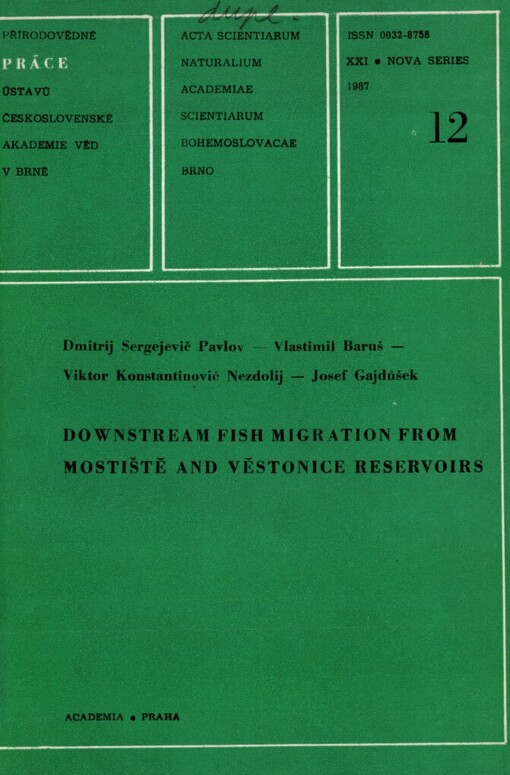 dupl.
PŘÍRODOVĚDNÉ
PRÁCE
ÚSTAVŮ
ČESKOSLOVENSKÉ
AKADEMIE VĚD
V BRNĚ
ACTA SCIENTIARUM
NATURALIUM
ACADEMIAE
SCIENTIARUM
BOHEMOSLOVACAE
BRNO
ISSN 0032-8758
XXI ● NOVA SERIES
1987
12
Dmitrij Sergejevič Pavlov — Vlastimil Baruš —
Viktor Konstantinovič Nezdolij — Josef Gajdůšek
DOWNSTREAM FISH MIGRATION FROM
MOSTIŠTĚ AND VĚSTONICE RESERVOIRS
ACADEMIA ● PRAHA